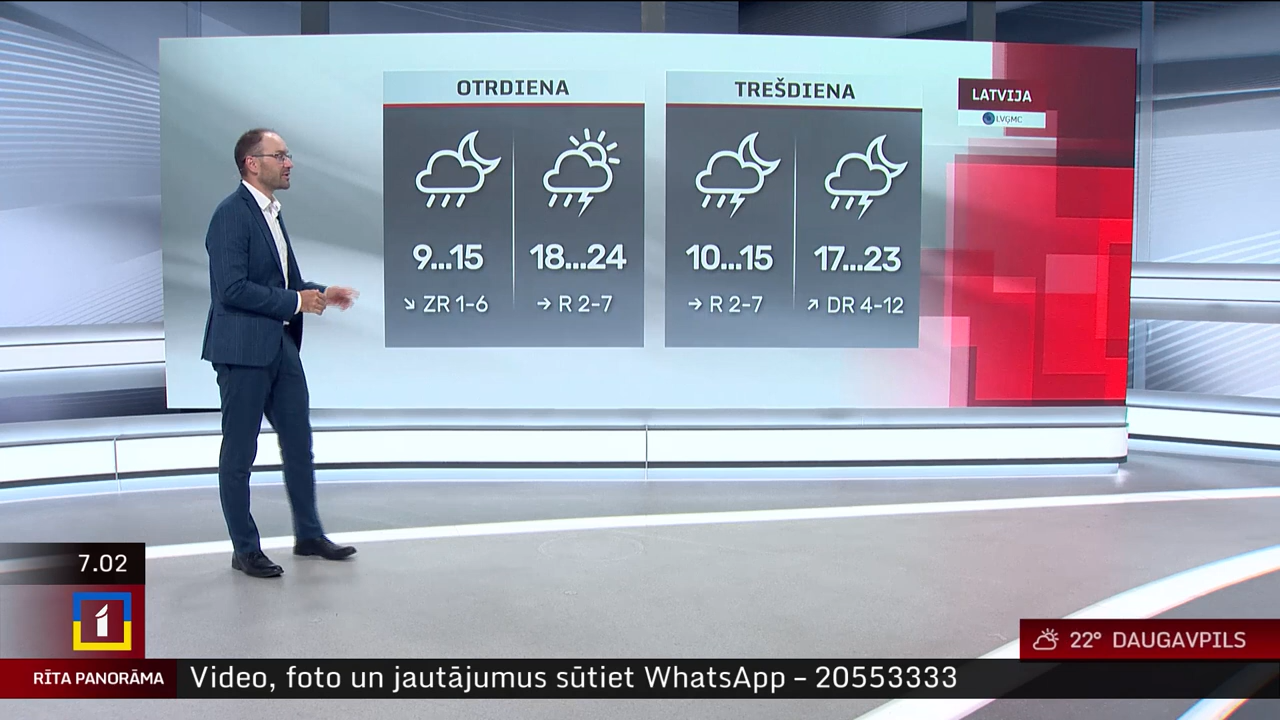 OTRDIENA
9...15
18...24
ZR 1-6
R 2-7
TREŠDIENA
10...15
17...23
R 2-7
DR 4-12
LATVIJA
LVĢMC
7.02
1
22° DAUGAVPILS
RĪTA PANORĀMA
Video, foto un jautājumus sūtiet WhatsApp – 20553333